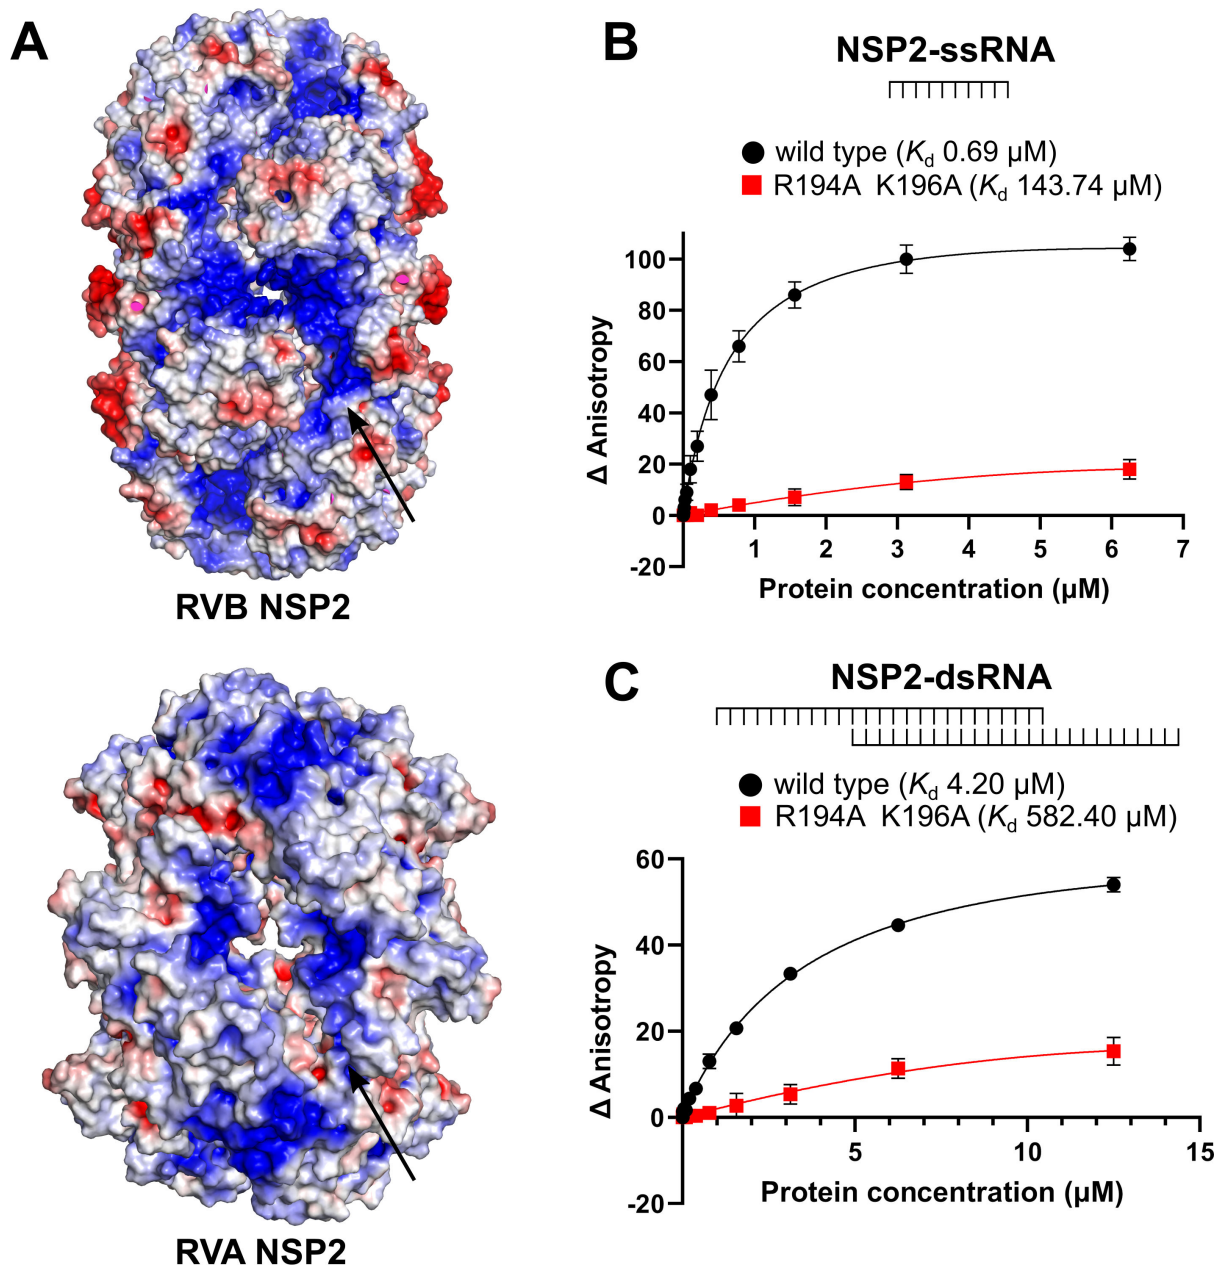 A
RVB NSP2
RVA NSP2
B
NSP2-ssRNA
wild type (Kd 0.69 µM)
R194A K196A (Kd 143.74 µM)
100
80
60
40
20
0
-20
1 2 3 4 5 6 7
Δ Anisotropy
Protein concentration (µM)
C
NSP2-dsRNA
wild type (Kd 4.20 µM)
R194A K196A (Kd 582.40 µM)
60
40
20
0
-20
5 10 15
Δ Anisotropy
Protein concentration (µM)